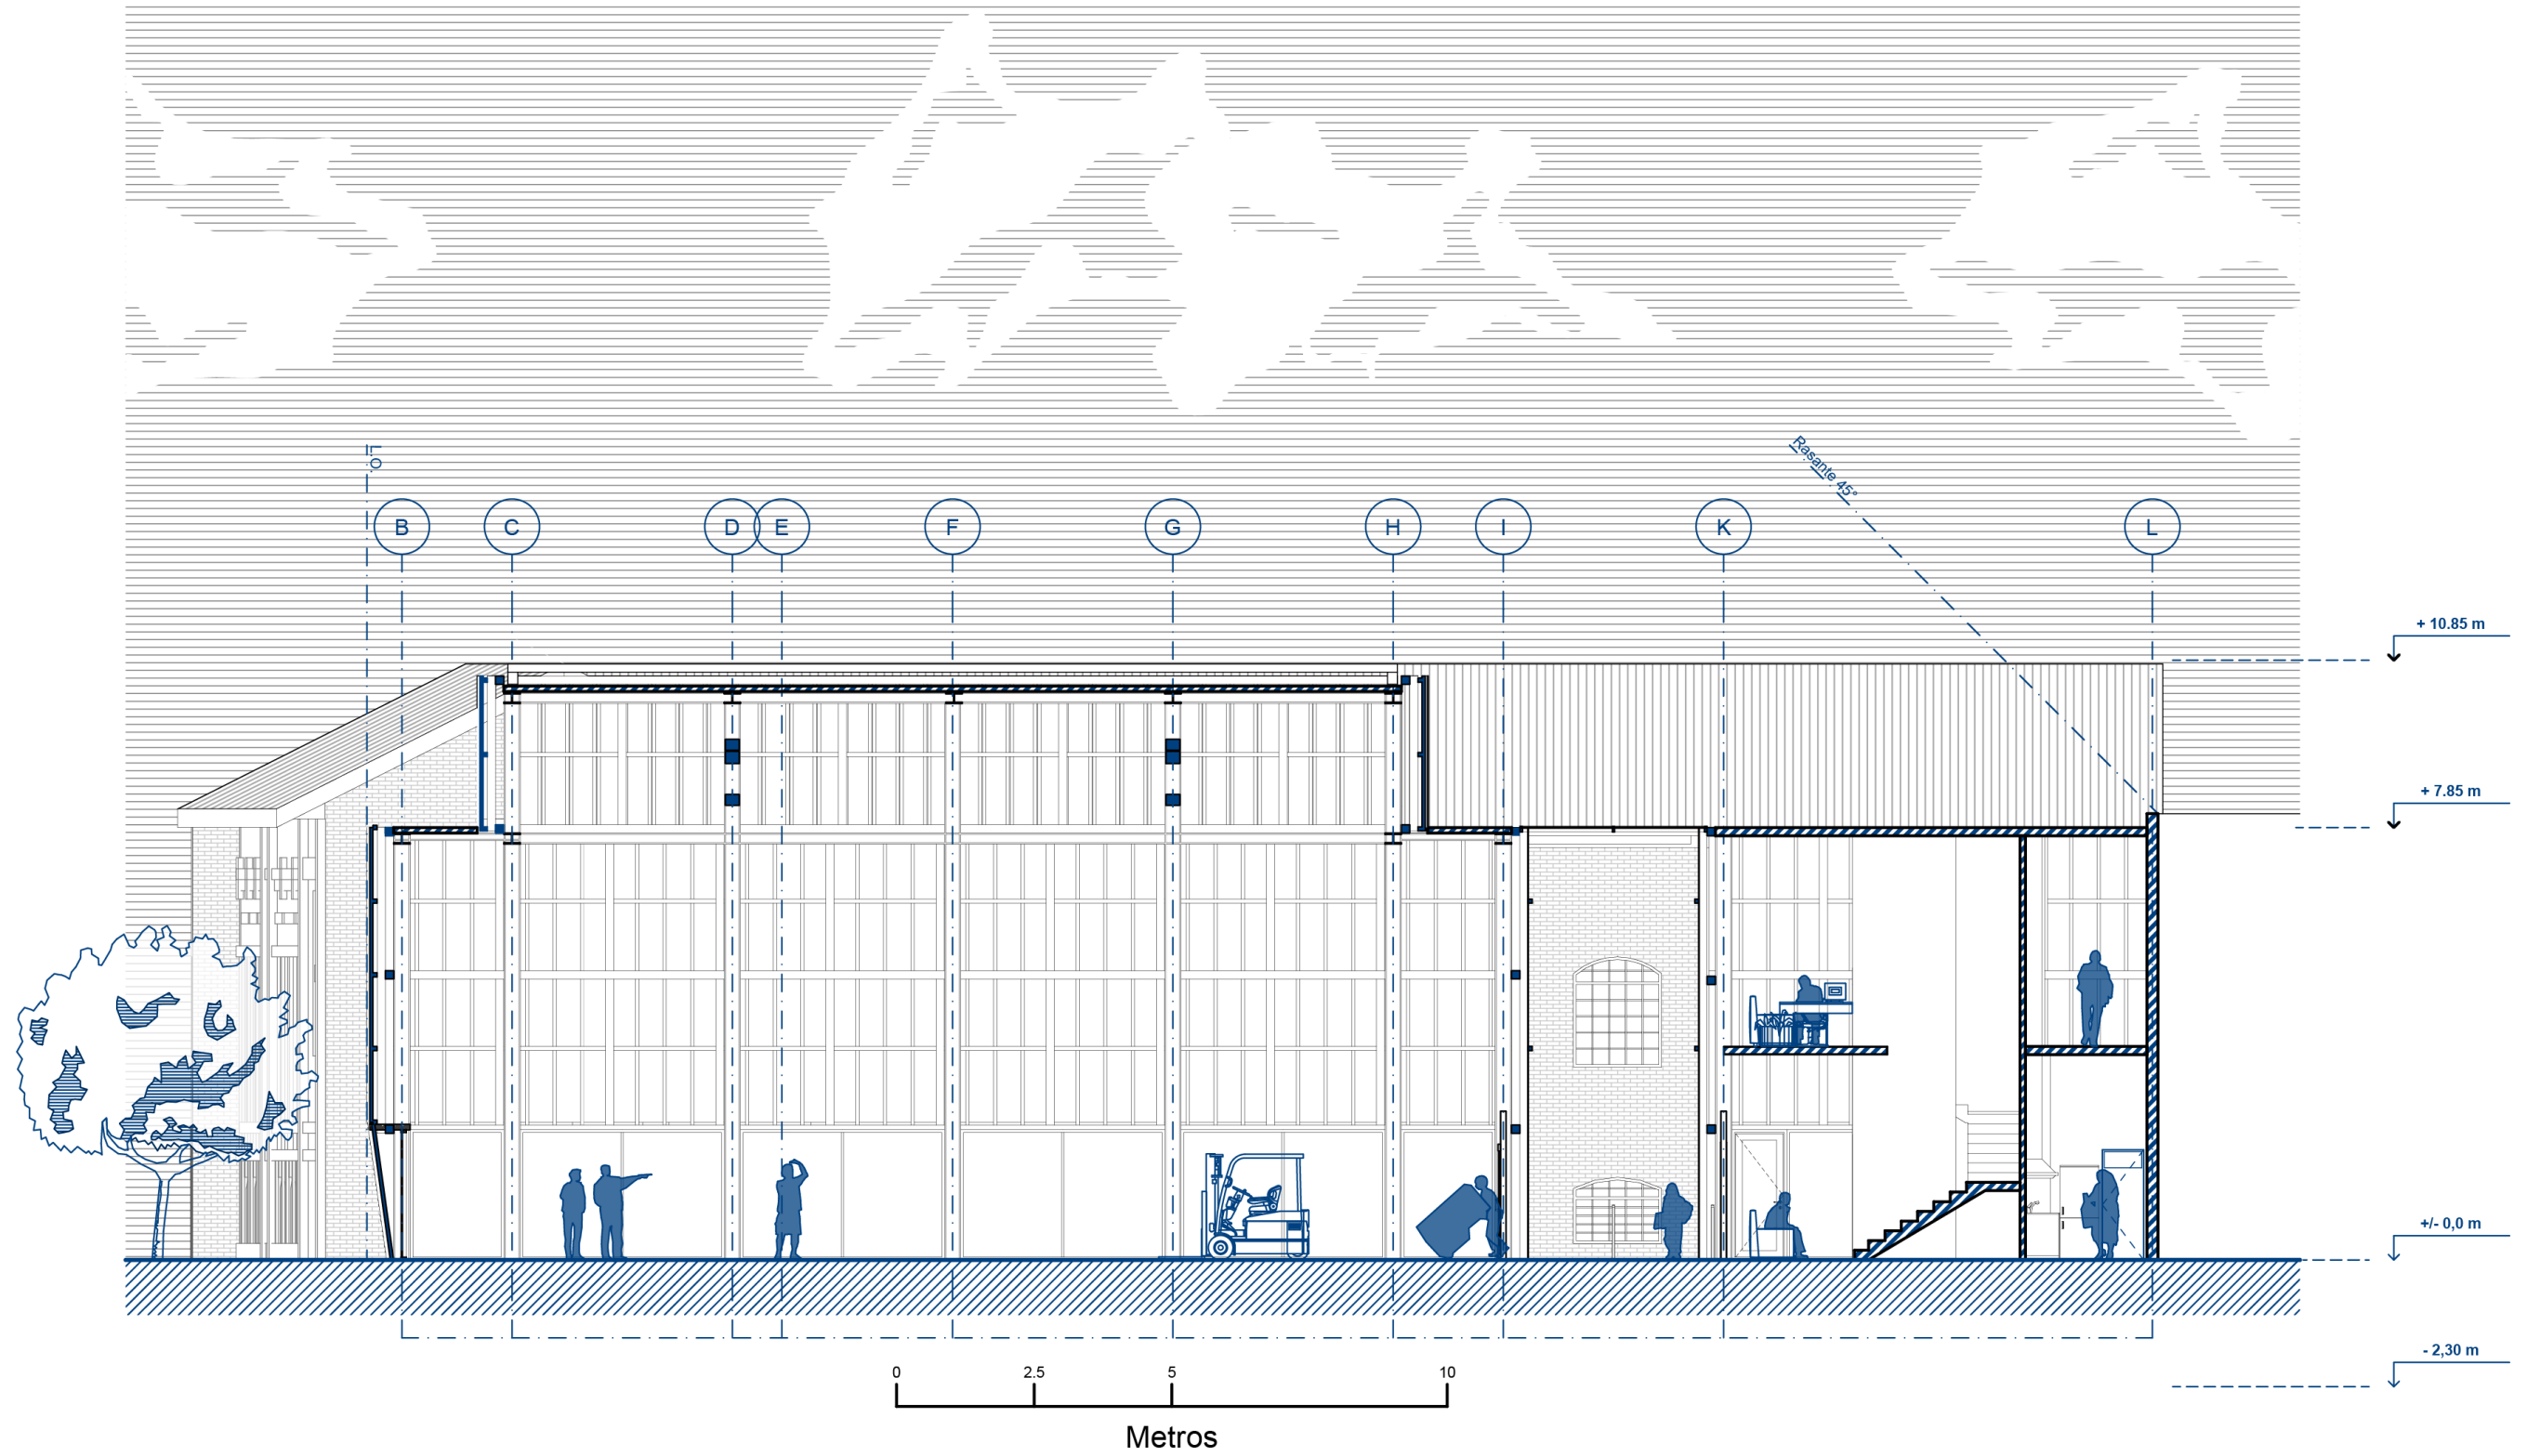 L.O.
Rasante 45°
B
C
D
E
F
G
H
I
K
L
+ 10.85 m
+ 7.85 m
+/- 0,0 m
- 2,30 m
0
2.5
5
10
Metros